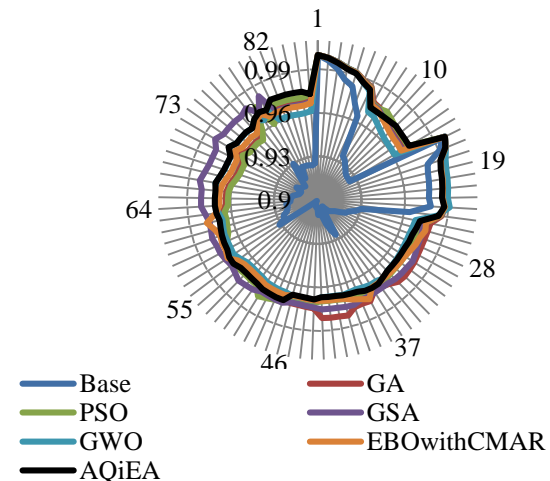 1
82
10
0.99
73
0.96
0.93
19
64
0.9
28
55
46
37
Base
GA
PSO
GSA
GWO
EBOwithCMAR
AQiEA